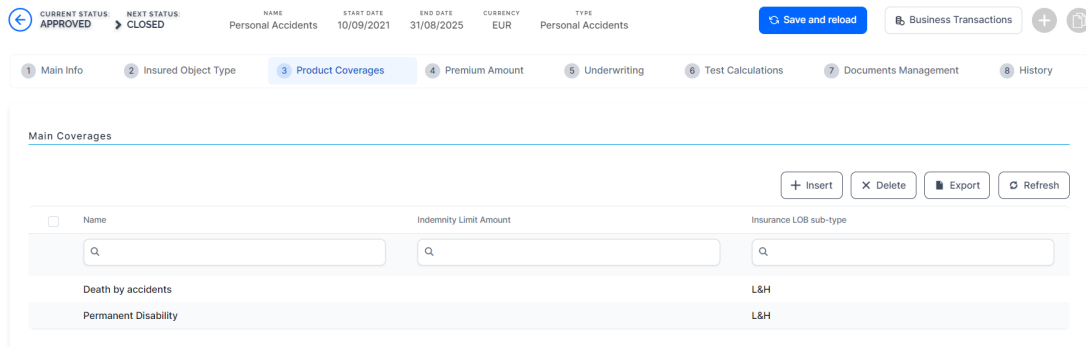 CURRENT STATUS: NEXT STATUS: NAME START DATE END DATE CURRENCY TYPE
APPROVED CLOSED Personal Accidents 10/09/2021 31/08/2025 EUR Personal Accidents Save and reload Business Transactions
1 Main Info 2 Insured Object Type 3 Product Coverages 4 Premium Amount 5 Underwriting 6 Test Calculations 7 Documents Management 8 History
Main Coverages
Insert Delete Export Refresh
Name Indemnity Limit Amount Insurance LOB sub-type
Death by accidents L&H
Permanent Disability L&H